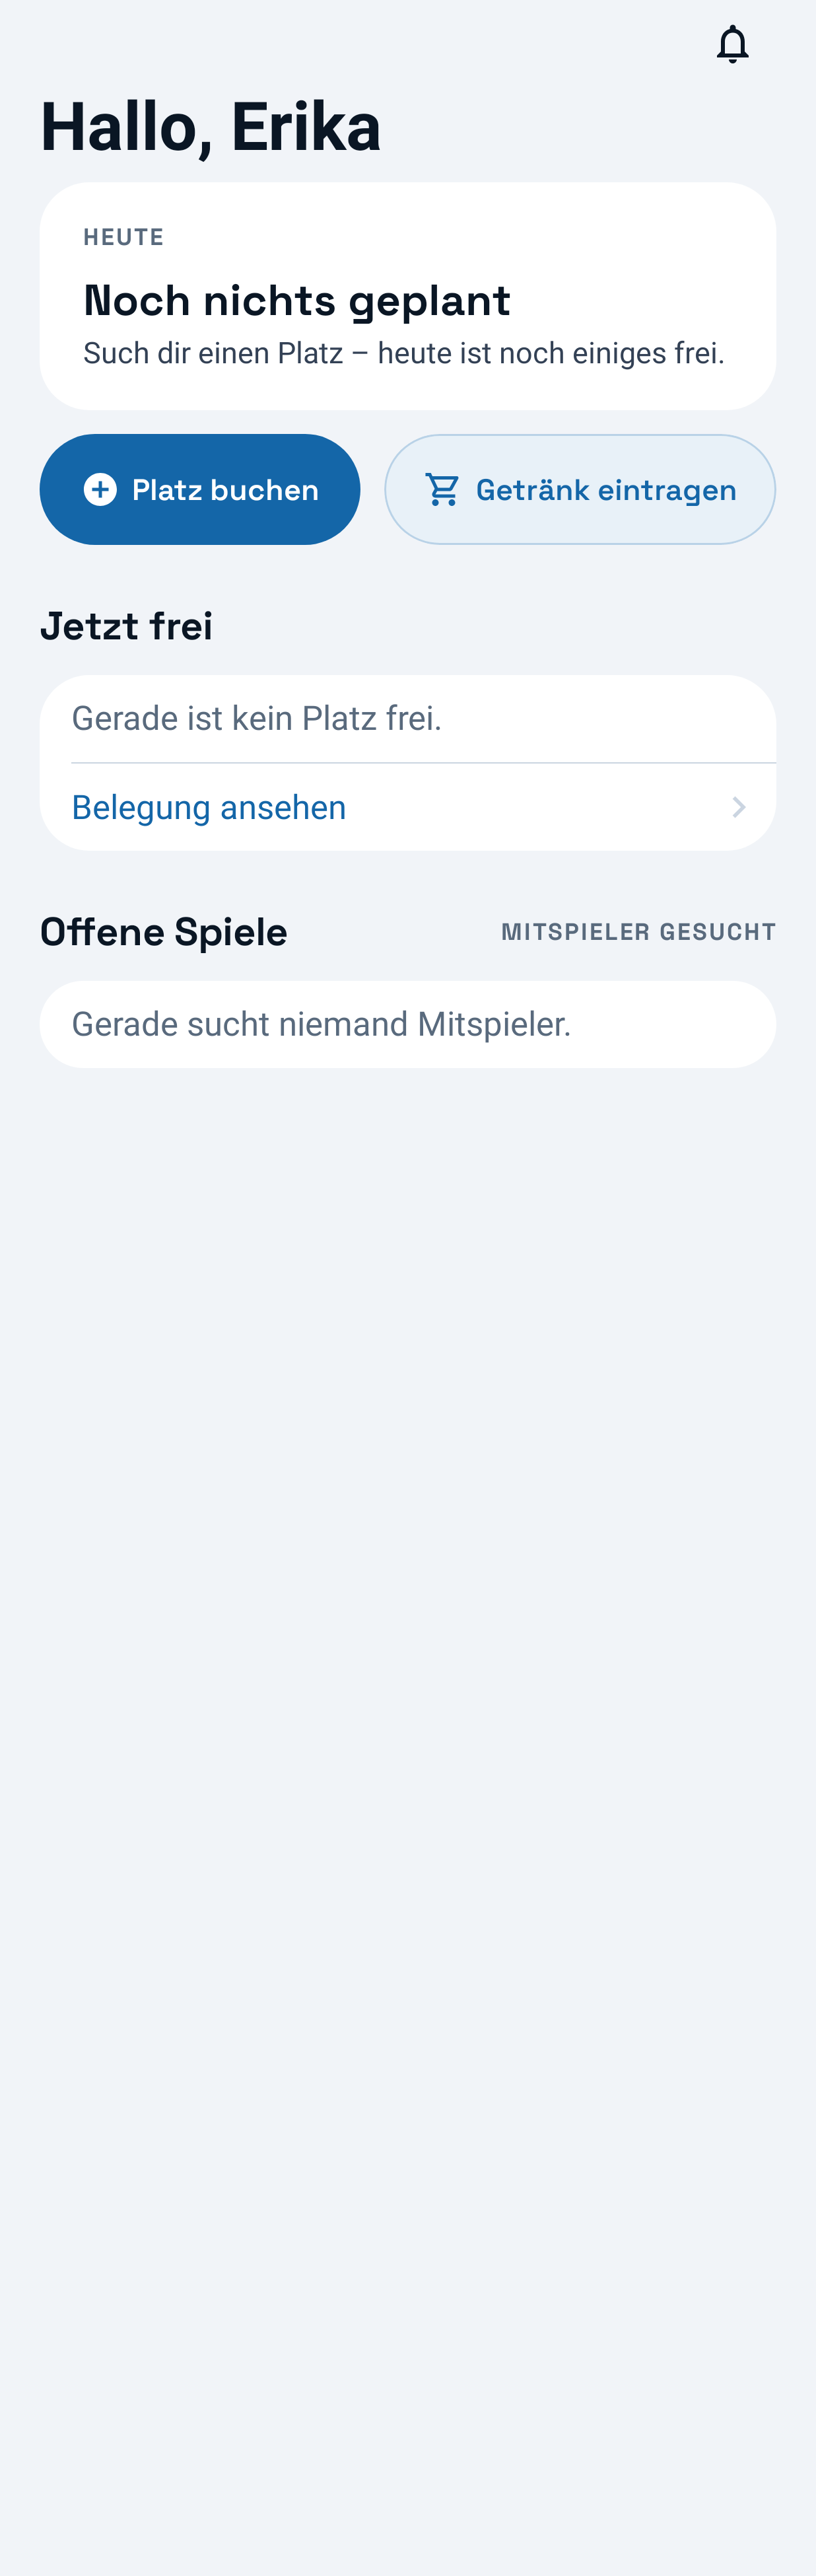 Hallo, Erika
HEUTE
Noch nichts geplant
Such dir einen Platz – heute ist noch einiges frei.
Platz buchen
Getränk eintragen
Jetzt frei
Gerade ist kein Platz frei.
Belegung ansehen
Offene Spiele
MITSPIELER GESUCHT
Gerade sucht niemand Mitspieler.